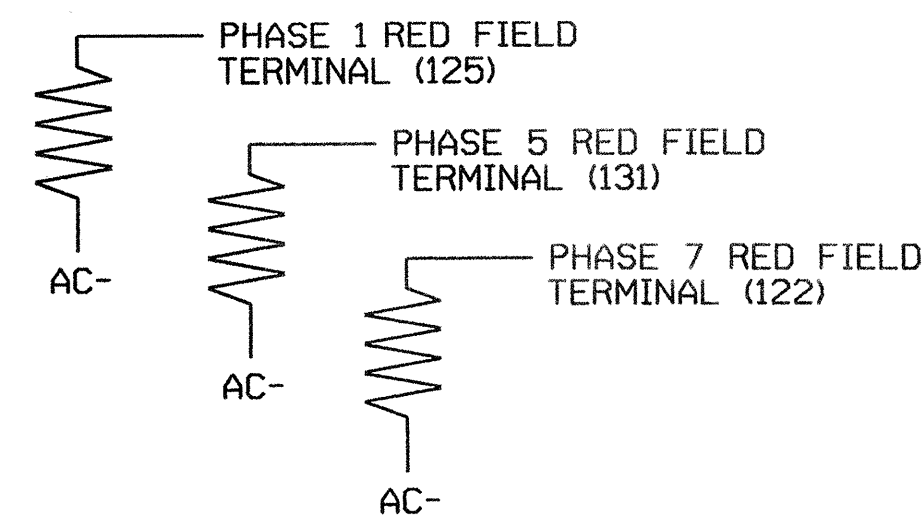 PHASE 1 RED FIELD
TERMINAL (125)
PHASE 5 RED FIELD
TERMINAL (131)
AC-
PHASE 7 RED FIELD
TERMINAL (122)
AC-
AC-